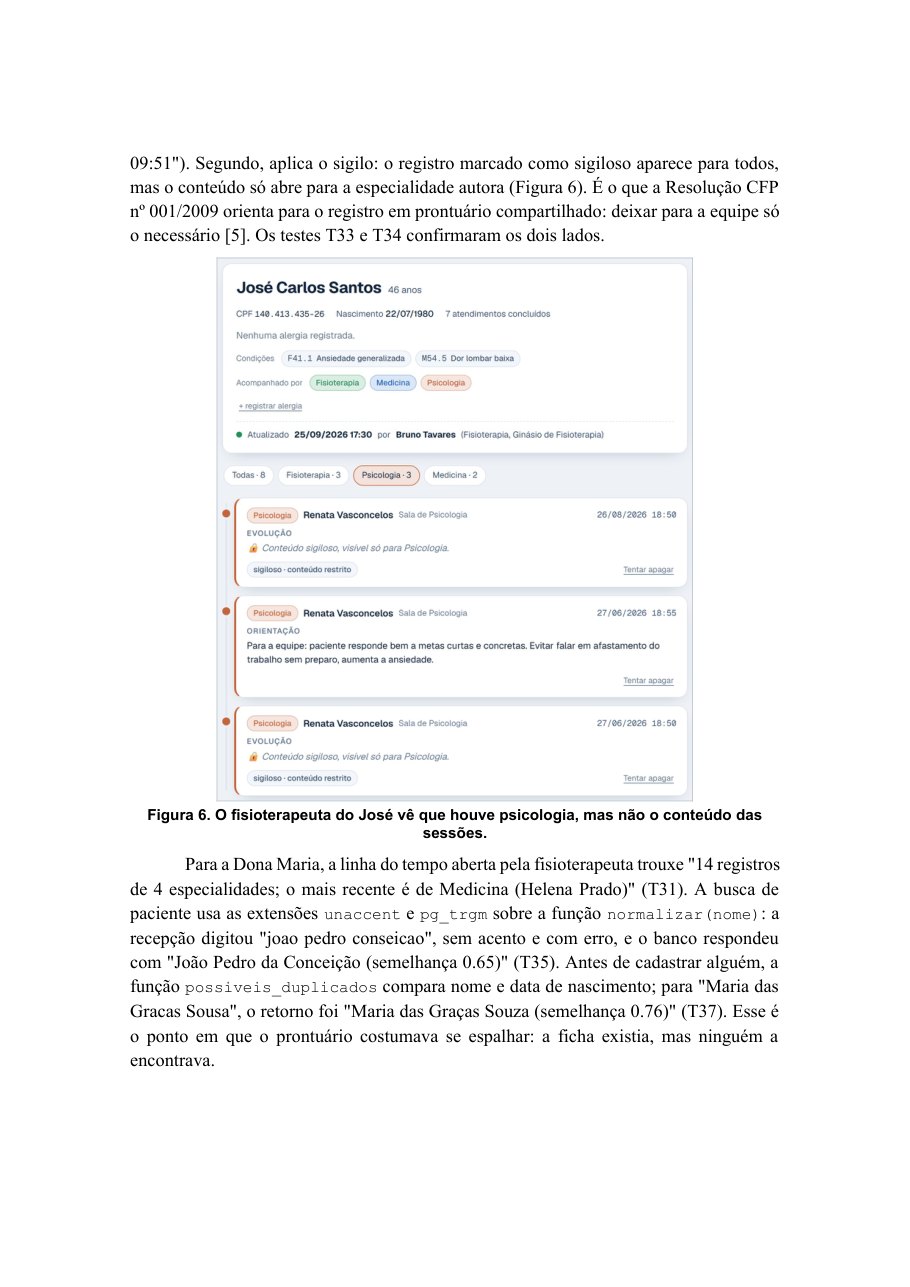 09:51"). Segundo, aplica o sigilo: o registro marcado como sigiloso aparece para todos,
mas o conteúdo só abre para a especialidade autora (Figura 6). É o que a Resolução CFP
nº 001/2009 orienta para o registro em prontuário compartilhado: deixar para a equipe só
o necessário [5]. Os testes T33 e T34 confirmaram os dois lados.
José Carlos Santos 46 anos
CPF 140.413.435-26 Nascimento 22/07/1980 7 atendimentos concluídos
Nenhuma alergia registrada.
Condições F41.1 Ansiedade generalizada M54.5 Dor lombar baixa
Acompanhado por Fisioterapia Medicina Psicologia
+ registrar alergia
Atualizado 25/09/2026 17:30 por Bruno Tavares (Fisioterapia, Ginásio de Fisioterapia)
Todas · 8 Fisioterapia · 3 Psicologia · 3 Medicina · 2
Psicologia Renata Vasconcelos Sala de Psicologia 26/08/2026 18:50
EVOLUÇÃO
Conteúdo sigiloso, visível só para Psicologia.
sigiloso · conteúdo restrito Tentar apagar
Psicologia Renata Vasconcelos Sala de Psicologia 27/06/2026 18:55
ORIENTAÇÃO
Para a equipe: paciente responde bem a metas curtas e concretas. Evitar falar em afastamento do
trabalho sem preparo, aumenta a ansiedade.
Tentar apagar
Psicologia Renata Vasconcelos Sala de Psicologia 27/06/2026 18:50
EVOLUÇÃO
Conteúdo sigiloso, visível só para Psicologia.
sigiloso · conteúdo restrito Tentar apagar
Figura 6. O fisioterapeuta do José vê que houve psicologia, mas não o conteúdo das
sessões.
Para a Dona Maria, a linha do tempo aberta pela fisioterapeuta trouxe "14 registros
de 4 especialidades; o mais recente é de Medicina (Helena Prado)" (T31). A busca de
paciente usa as extensões unaccent e pg_trgm sobre a função normalizar(nome): a
recepção digitou "joao pedro conseicao", sem acento e com erro, e o banco respondeu
com "João Pedro da Conceição (semelhança 0.65)" (T35). Antes de cadastrar alguém, a
função possiveis_duplicados compara nome e data de nascimento; para "Maria das
Gracas Sousa", o retorno foi "Maria das Graças Souza (semelhança 0.76)" (T37). Esse é
o ponto em que o prontuário costumava se espalhar: a ficha existia, mas ninguém a
encontrava.